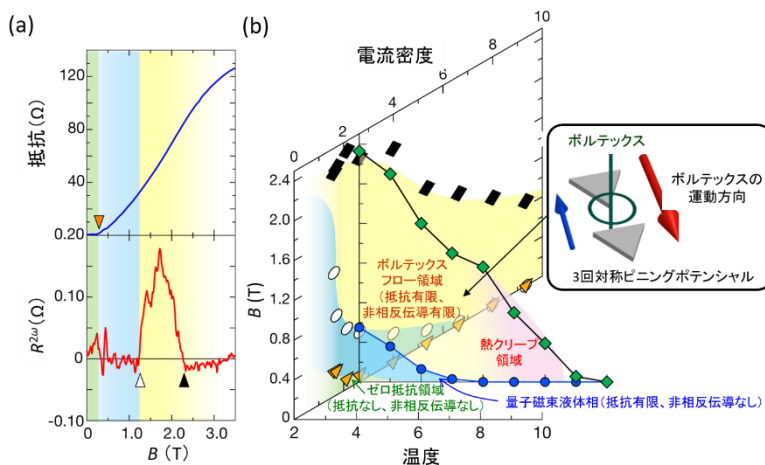 (a)
抵抗(Ω)
120
80
40
0.20
R²ω(Ω)
0.10
0
-0.10
0 1.0 2.0 3.0
B (T)
(b)
電流密度
0
2
4
6
8
10
2.4
2.0
1.6
1.2
0.8
0.4
0
B (T)
2 4 6 8 10
温度
ボルテックス
フロー領域
(抵抗有限、
非相反伝導有限)
熱クリープ
領域
ゼロ抵抗領域
(抵抗なし、非相反伝導なし)
量子磁束液体相(抵抗有限、非相反伝導なし)
ボルテックス
ボルテックスの
運動方向
3回対称ピニングポテンシャル